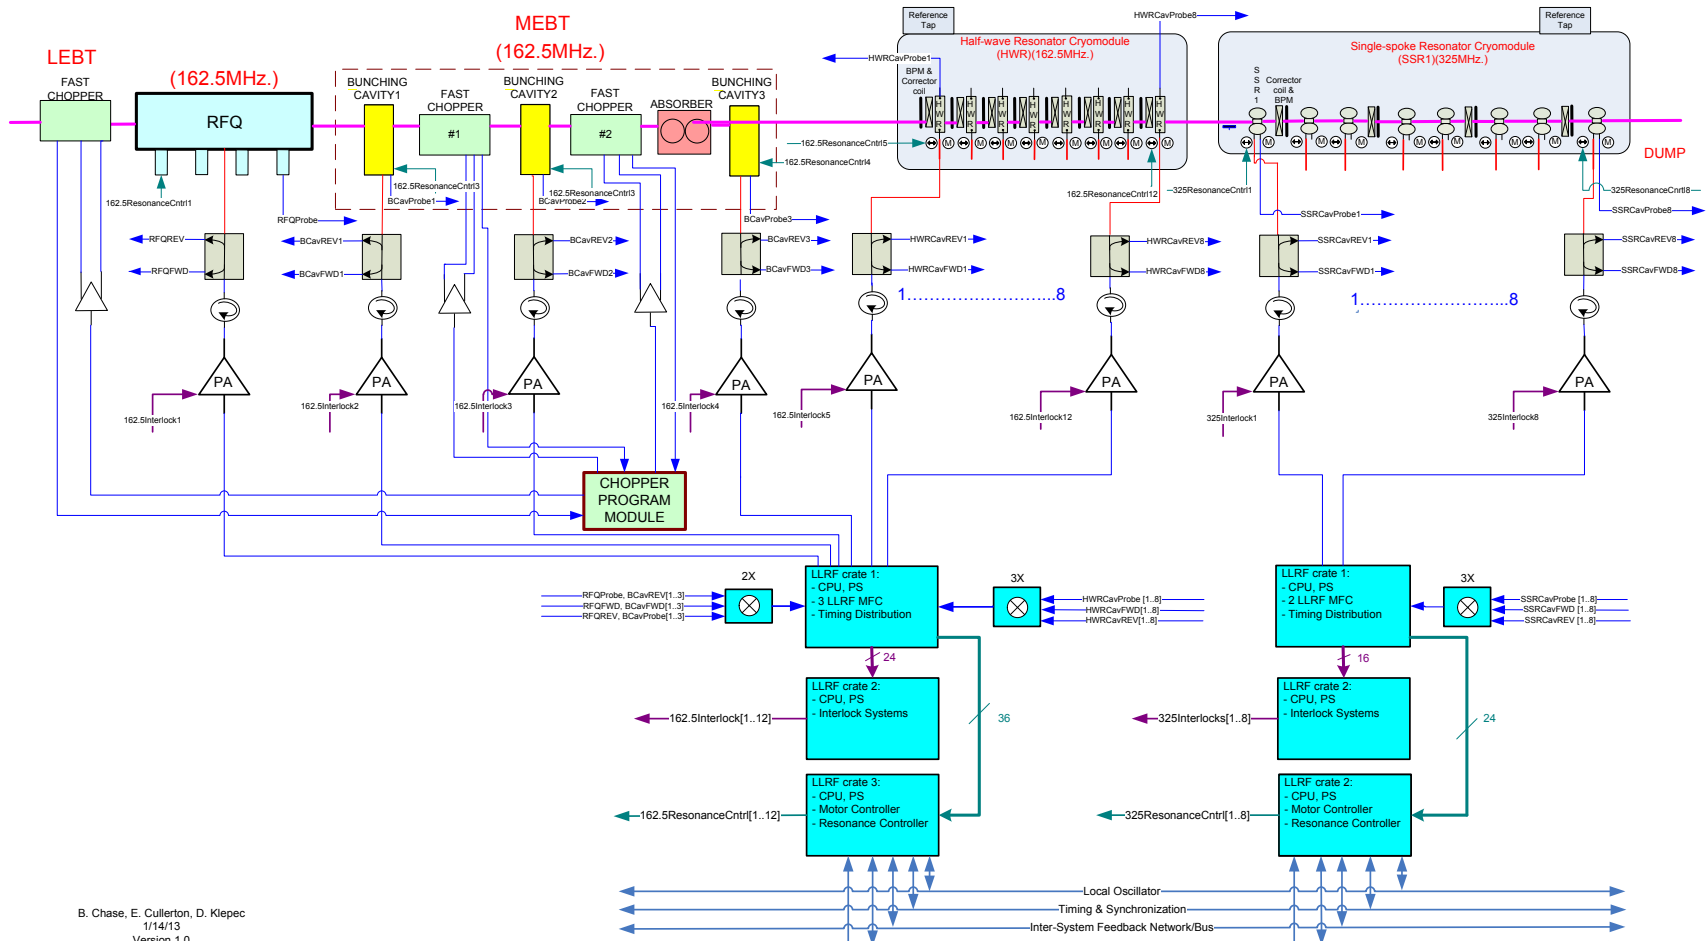 LEBT
FAST
CHOPPER
(162.5MHz.)
RFQ
MEBT
(162.5MHz.)
BUNCHING
CAVITY1
FAST
CHOPPER
#1
BUNCHING
CAVITY2
FAST
CHOPPER
#2
ABSORBER
BUNCHING
CAVITY3
Reference
Tap
HWRCavProbe8
Half-wave Resonator Cryomodule
(HWR)(162.5MHz.)
HWRCavProbe1
BPM &
Corrector
coil
HWR
HWR
HWR
HWR
HWR
HWR
HWR
HWR
M
M
M
M
M
M
M
M
Reference
Tap
Single-spoke Resonator Cryomodule
(SSR1)(325MHz.)
SSR1
Corrector
coil &
BPM
M
M
M
M
M
M
M
M
DUMP
162.5ResonanceCntrl1
RFQProbe
162.5ResonanceCntrl3
BCavProbe1
162.5ResonanceCntrl3
BCavProbe2
162.5ResonanceCntrl4
BCavProbe3
162.5ResonanceCntrl5
162.5ResonanceCntrl12
325ResonanceCntrl1
SSRCavProbe1
325ResonanceCntrl8
SSRCavProbe8
RFQREV
RFQFWD
BCavREV1
BCavFWD1
BCavREV2
BCavFWD2
BCavREV3
BCavFWD3
HWRCavREV1
HWRCavFWD1
HWRCavREV8
HWRCavFWD8
SSRCavREV1
SSRCavFWD1
SSRCavREV8
SSRCavFWD8
1........................8
1........................8
PA
PA
PA
PA
PA
PA
PA
PA
162.5Interlock1
162.5Interlock2
162.5Interlock3
162.5Interlock4
162.5Interlock5
162.5Interlock12
325Interlock1
325Interlock8
CHOPPER
PROGRAM
MODULE
RFQProbe, BCavREV[1..3]
RFQFWD, BCavFWD[1..3]
RFQREV, BCavProbe[1..3]
2X
LLRF crate 1:
- CPU, PS
- 3 LLRF MFC
- Timing Distribution
3X
HWRCavProbe [1..8]
HWRCavFWD[1..8]
HWRCavREV[1..8]
LLRF crate 1:
- CPU, PS
- 2 LLRF MFC
- Timing Distribution
3X
SSRCavProbe [1..8]
SSRCavFWD [1..8]
SSRCavREV [1..8]
24
16
LLRF crate 2:
- CPU, PS
- Interlock Systems
162.5Interlock[1..12]
36
LLRF crate 2:
- CPU, PS
- Interlock Systems
325Interlocks[1..8]
24
LLRF crate 3:
- CPU, PS
- Motor Controller
- Resonance Controller
162.5ResonanceCntrl[1..12]
LLRF crate 2:
- CPU, PS
- Motor Controller
- Resonance Controller
325ResonanceCntrl[1..8]
Local Oscillator
Timing & Synchronization
Inter-System Feedback Network/Bus
B. Chase, E. Cullerton, D. Klepec
1/14/13
Version 1.0